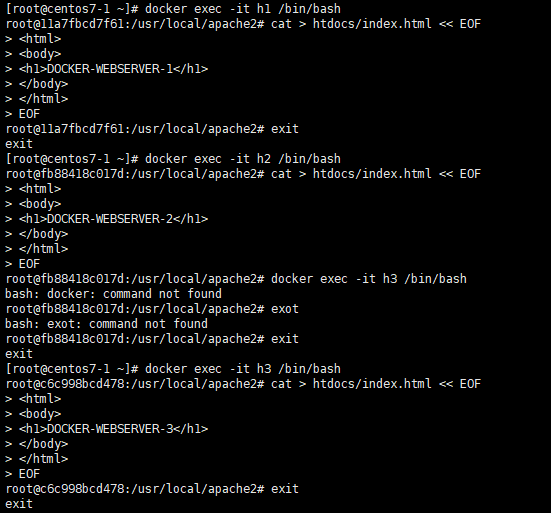 [root@centos7-1 ~]# docker exec -it h1 /bin/bash
root@11a7fbcd7f61:/usr/local/apache2# cat > htdocs/index.html << EOF
> <html>
> <body>
> <h1>DOCKER-WEBSERVER-1</h1>
> </body>
> </html>
> EOF
root@11a7fbcd7f61:/usr/local/apache2# exit
exit
[root@centos7-1 ~]# docker exec -it h2 /bin/bash
root@fb88418c017d:/usr/local/apache2# cat > htdocs/index.html << EOF
> <html>
> <body>
> <h1>DOCKER-WEBSERVER-2</h1>
> </body>
> </html>
> EOF
root@fb88418c017d:/usr/local/apache2# docker exec -it h3 /bin/bash
bash: docker: command not found
root@fb88418c017d:/usr/local/apache2# exot
bash: exot: command not found
root@fb88418c017d:/usr/local/apache2# exit
exit
[root@centos7-1 ~]# docker exec -it h3 /bin/bash
root@c6c998bcd478:/usr/local/apache2# cat > htdocs/index.html << EOF
> <html>
> <body>
> <h1>DOCKER-WEBSERVER-3</h1>
> </body>
> </html>
> EOF
root@c6c998bcd478:/usr/local/apache2# exit
exit